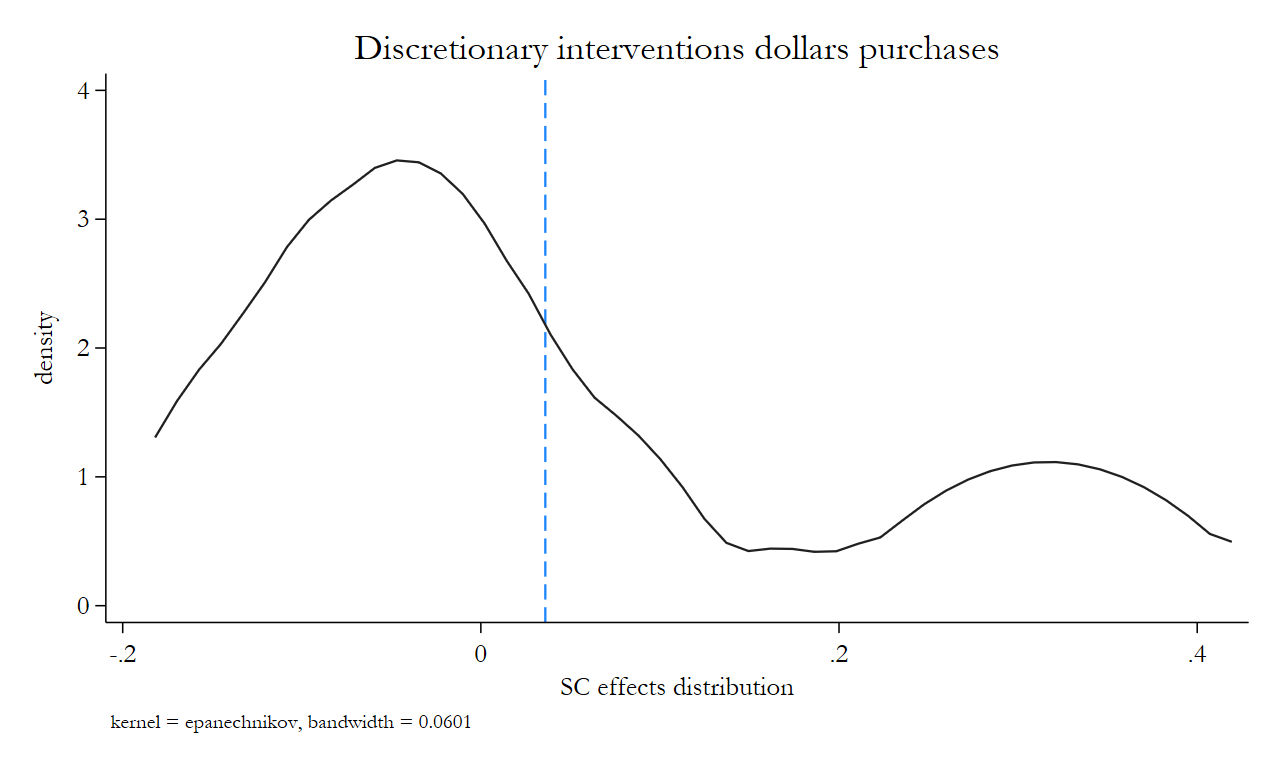 Discretionary interventions dollars purchases
4
3
2
1
0
density
-.2 0 .2 .4
SC effects distribution
kernel = epanechnikov, bandwidth = 0.0601